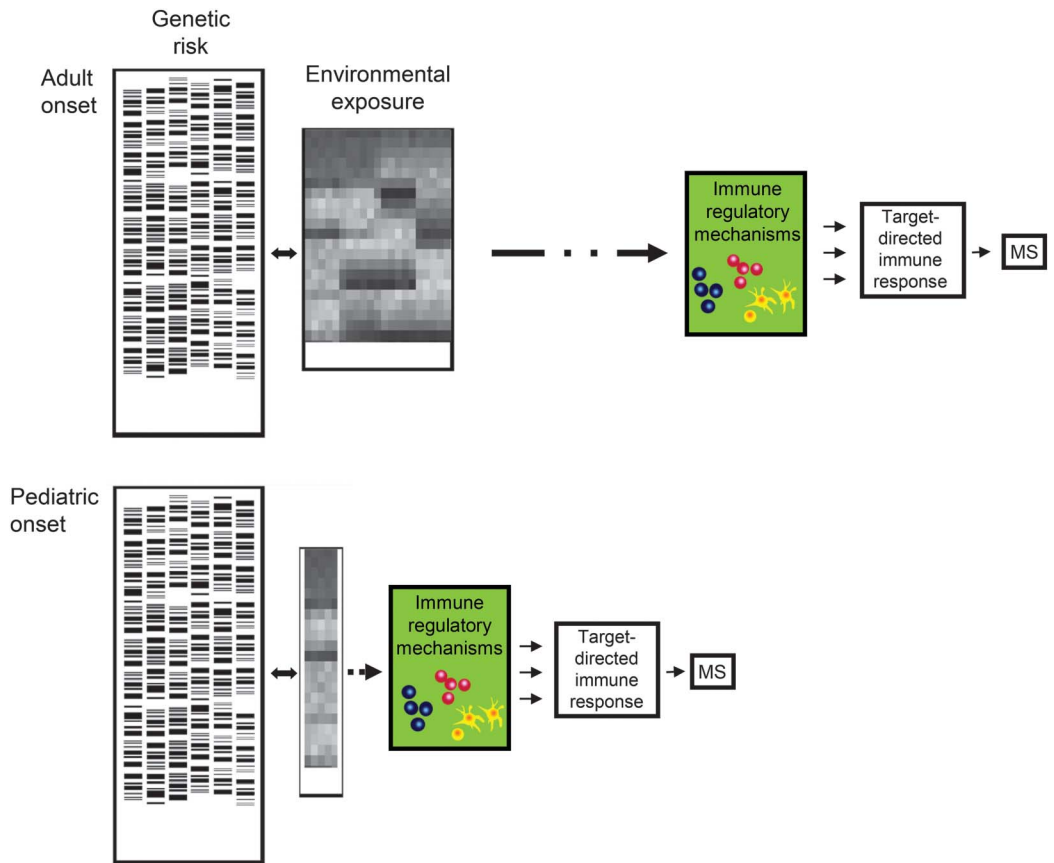 Genetic
risk
Adult
onset
Environmental
exposure
Immune
regulatory
mechanisms
Target-
directed
immune
response
MS
Pediatric
onset
Immune
regulatory
mechanisms
Target-
directed
immune
response
MS